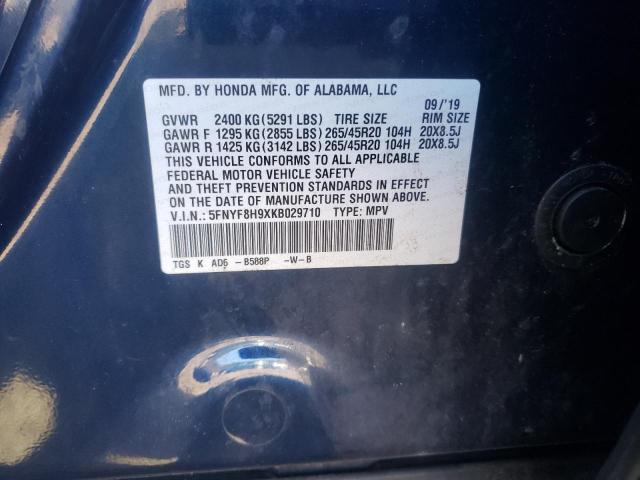 MFD. BY HONDA MFG. OF ALABAMA, LLC
09/'19
GVWR 2400 KG (5291 LBS) TIRE SIZE RIM SIZE
GAWR F 1295 KG (2855 LBS) 265/45R20 104H 20X8.5J
GAWR R 1425 KG (3142 LBS) 265/45R20 104H 20X8.5J
THIS VEHICLE CONFORMS TO ALL APPLICABLE
FEDERAL MOTOR VEHICLE SAFETY
AND THEFT PREVENTION STANDARDS IN EFFECT
ON THE DATE OF MANUFACTURE SHOWN ABOVE.
V.I.N.: 5FNYF8H9XKB029710 TYPE: MPV
TGS K AD6 -B588P -W-B